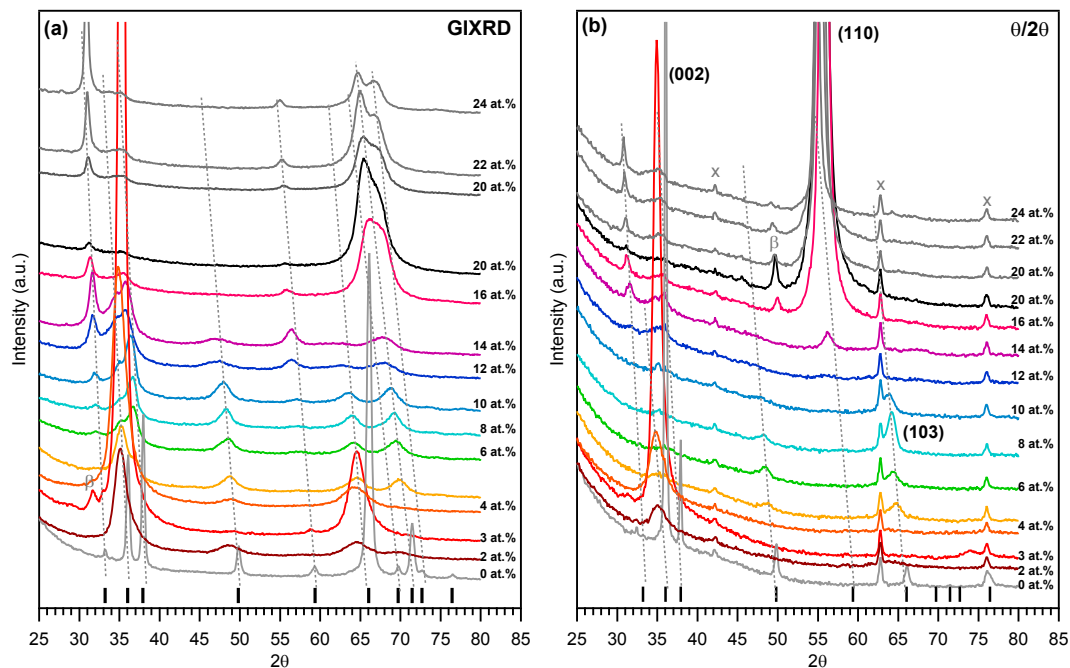 (a)
GIXRD
24 at.%
22 at.%
20 at.%
20 at.%
16 at.%
14 at.%
12 at.%
10 at.%
8 at.%
6 at.%
4 at.%
3 at.%
2 at.%
0 at.%
β
Intensity (a.u.)
25 30 35 40 45 50 55 60 65 70 75 80 85
2θ
(b)
θ/2θ
(110)
(002)
(103)
x
x
x
β
24 at.%
22 at.%
20 at.%
20 at.%
16 at.%
14 at.%
12 at.%
10 at.%
8 at.%
6 at.%
4 at.%
3 at.%
2 at.%
0 at.%
Intensity (a.u.)
25 30 35 40 45 50 55 60 65 70 75 80 85
2θ